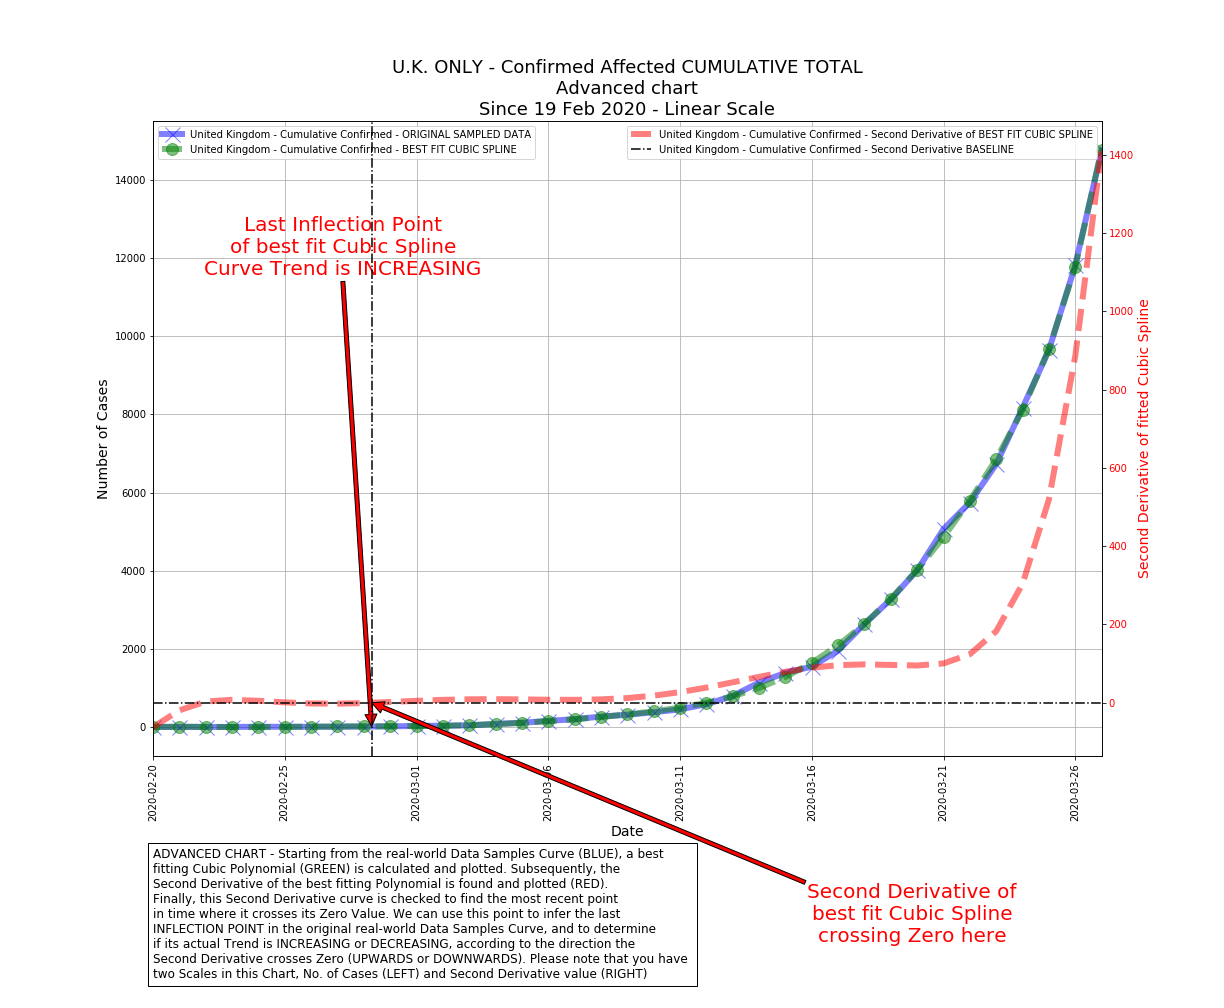 U.K. ONLY - Confirmed Affected CUMULATIVE TOTAL
Advanced chart
Since 19 Feb 2020 - Linear Scale
United Kingdom - Cumulative Confirmed - ORIGINAL SAMPLED DATA
United Kingdom - Cumulative Confirmed - BEST FIT CUBIC SPLINE
United Kingdom - Cumulative Confirmed - Second Derivative of BEST FIT CUBIC SPLINE
United Kingdom - Cumulative Confirmed - Second Derivative BASELINE
Last Inflection Point
of best fit Cubic Spline
Curve Trend is INCREASING
Number of Cases
14000
12000
10000
8000
6000
4000
2000
0
1400
1200
1000
800
600
400
200
0
Second Derivative of fitted Cubic Spline
2020-02-20
2020-02-25
2020-03-01
2020-03-06
2020-03-11
2020-03-16
2020-03-21
2020-03-26
Date
ADVANCED CHART - Starting from the real-world Data Samples Curve (BLUE), a best
fitting Cubic Polynomial (GREEN) is calculated and plotted. Subsequently, the
Second Derivative of the best fitting Polynomial is found and plotted (RED).
Finally, this Second Derivative curve is checked to find the most recent point
in time where it crosses its Zero Value. We can use this point to infer the last
INFLECTION POINT in the original real-world Data Samples Curve, and to determine
if its actual Trend is INCREASING or DECREASING, according to the direction the
Second Derivative crosses Zero (UPWARDS or DOWNWARDS). Please note that you have
two Scales in this Chart, No. of Cases (LEFT) and Second Derivative value (RIGHT)
Second Derivative of
best fit Cubic Spline
crossing Zero here